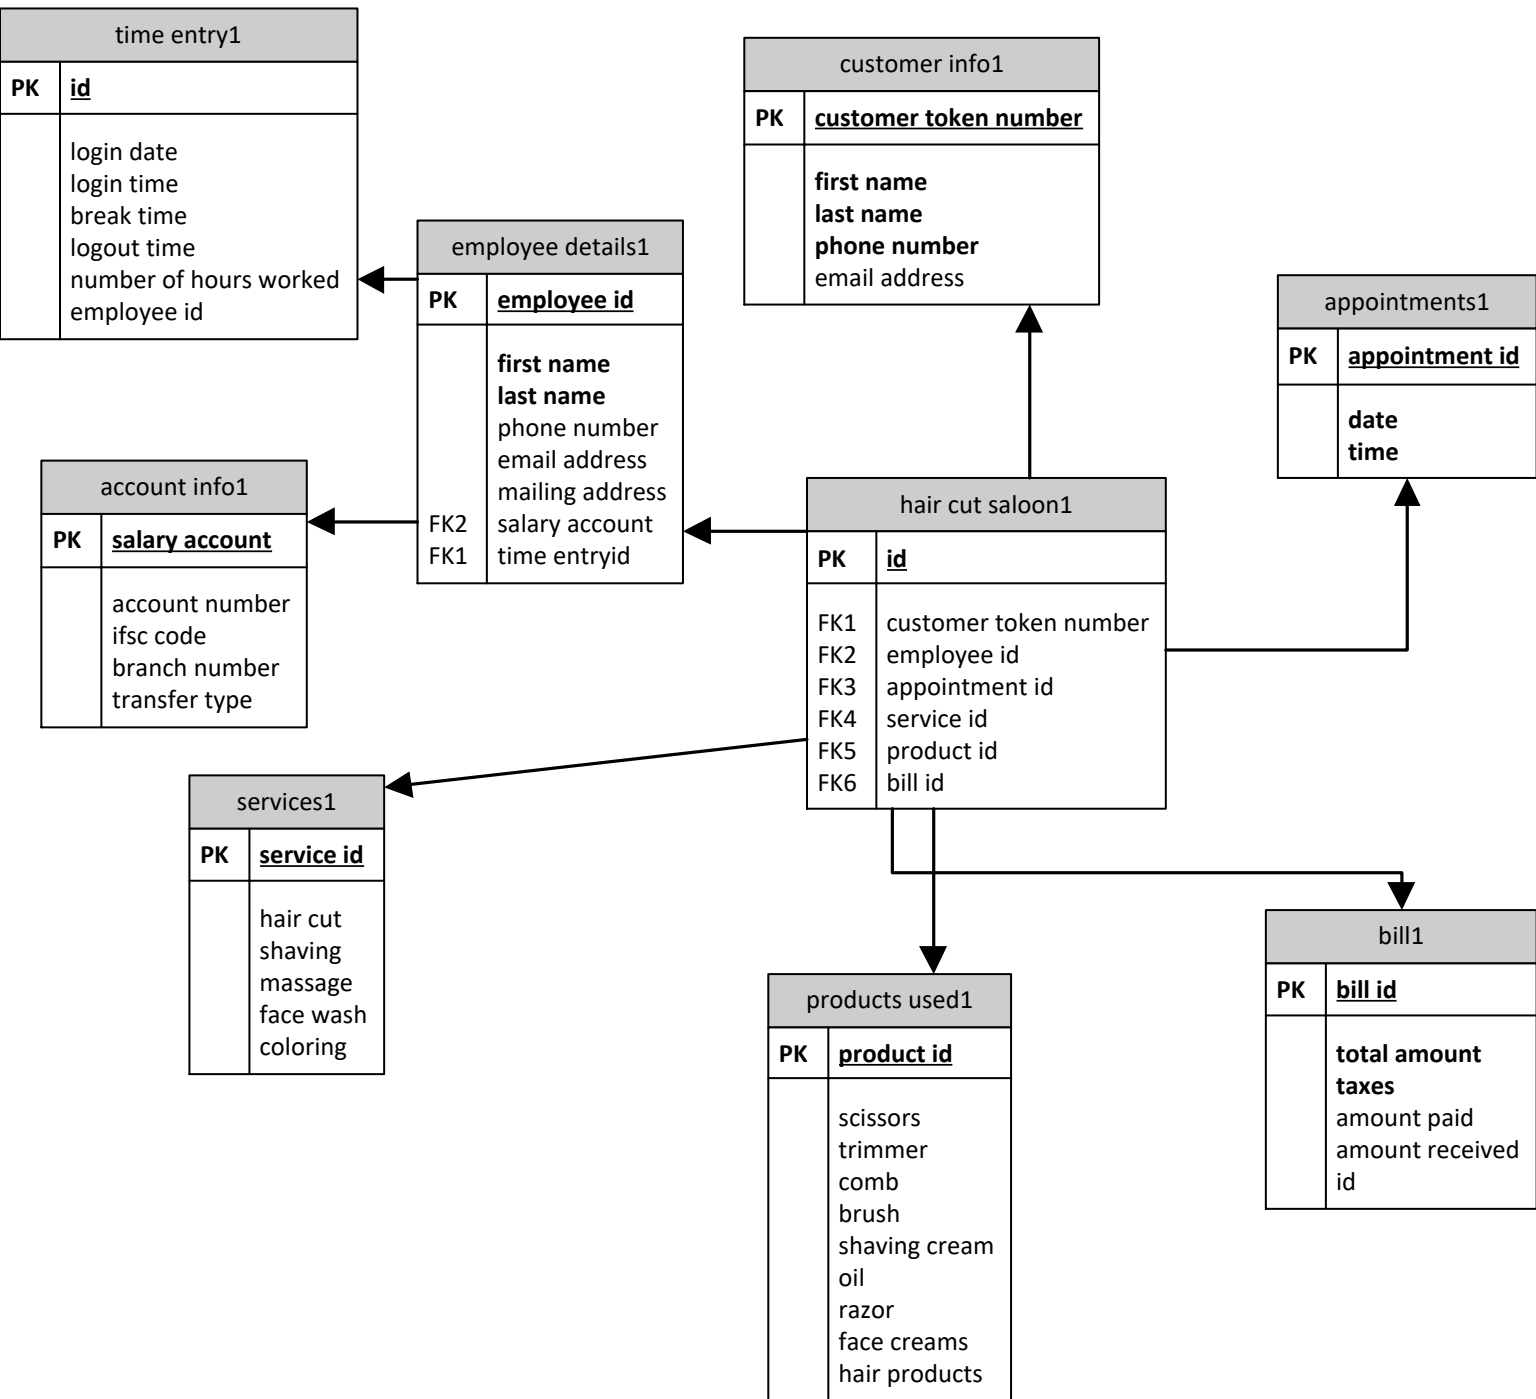 time entry1
PK id
login date
login time
break time
logout time
number of hours worked
employee id
customer info1
PK customer token number
first name
last name
phone number
email address
employee details1
PK employee id
first name
last name
phone number
email address
mailing address
FK2 salary account
FK1 time entryid
appointments1
PK appointment id
date
time
account info1
PK salary account
account number
ifsc code
branch number
transfer type
hair cut saloon1
PK id
FK1 customer token number
FK2 employee id
FK3 appointment id
FK4 service id
FK5 product id
FK6 bill id
services1
PK service id
hair cut
shaving
massage
face wash
coloring
products used1
PK product id
scissors
trimmer
comb
brush
shaving cream
oil
razor
face creams
hair products
bill1
PK bill id
total amount
taxes
amount paid
amount received
id